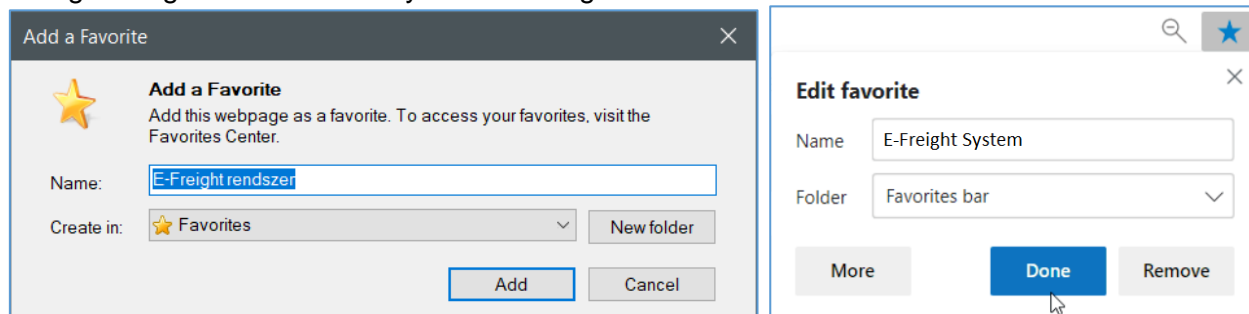 Add a Favorite
Add a Favorite
Add this webpage as a favorite. To access your favorites, visit the
Favorites Center.
Name: E-Freight rendszer
Create in: Favorites New folder
Add Cancel
Edit favorite
Name E-Freight System
Folder Favorites bar
More Done Remove